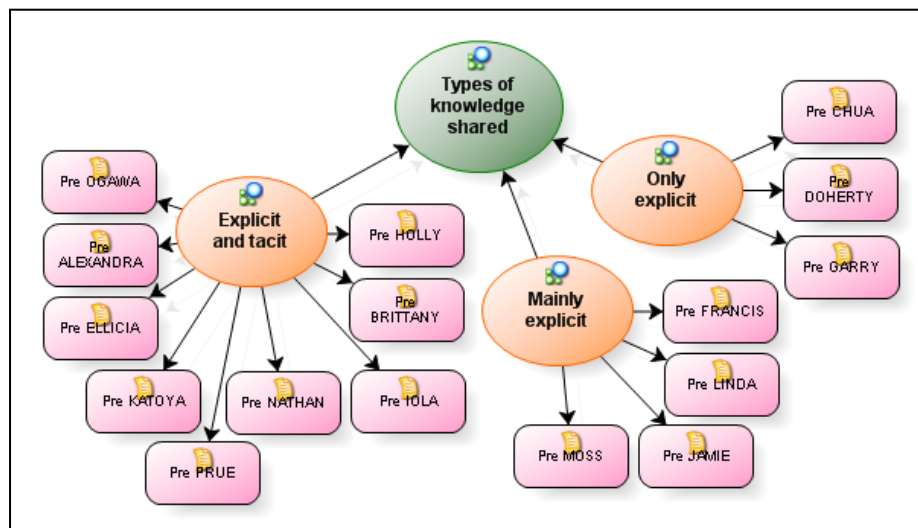 Types of
knowledge
shared
Pre CHUA
Only
explicit
Pre
DOHERTY
Pre GARRY
Pre OGAWA
Explicit
and tacit
Pre HOLLY
Pre
ALEXANDRA
Pre
BRITTANY
Pre ELLICIA
Mainly
explicit
Pre FRANCIS
Pre LINDA
Pre KATOYA
Pre NATHAN
Pre IOLA
Pre MOSS
Pre JAMIE
Pre PRUE